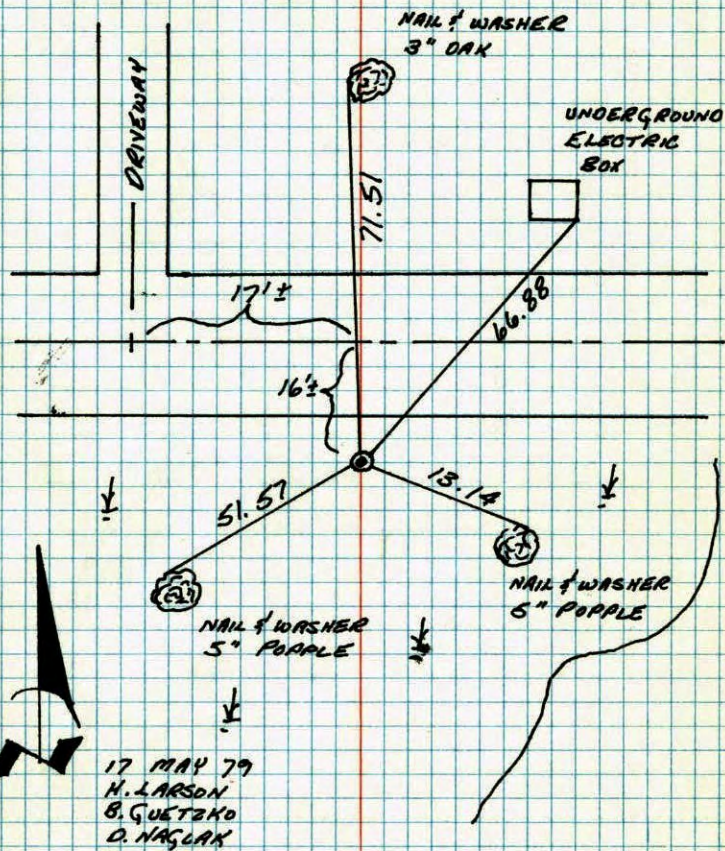 NAIL & WASHER
3" OAK
DRIVEWAY
UNDERGROUND
ELECTRIC
BOX
71.51
66.88
17'±
16'±
51.57
13.14
NAIL & WASHER
5" POPPLE
NAIL & WASHER
6" POPPLE
17 MAY 79
H. LARSON
B. GUETZKO
D. NAGLAK